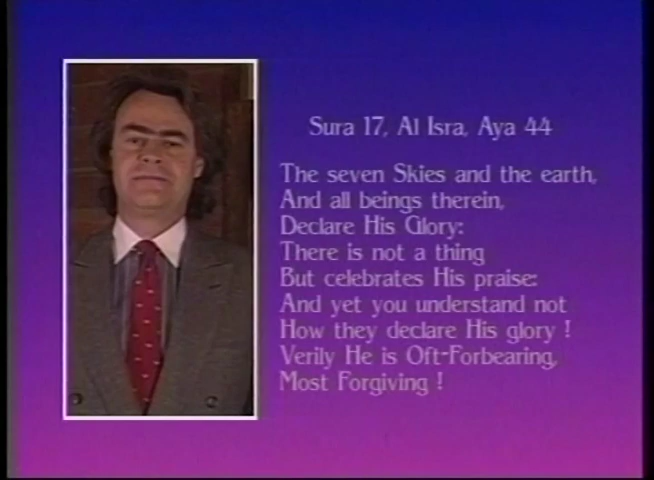 Sura 17, Al Isra, Aya 44
The seven Skies and the earth,
And all beings therein,
Declare His Glory:
There is not a thing
But celebrates His praise:
And yet you understand not
How they declare His glory !
Verily He is Oft-Forbearing,
Most Forgiving !